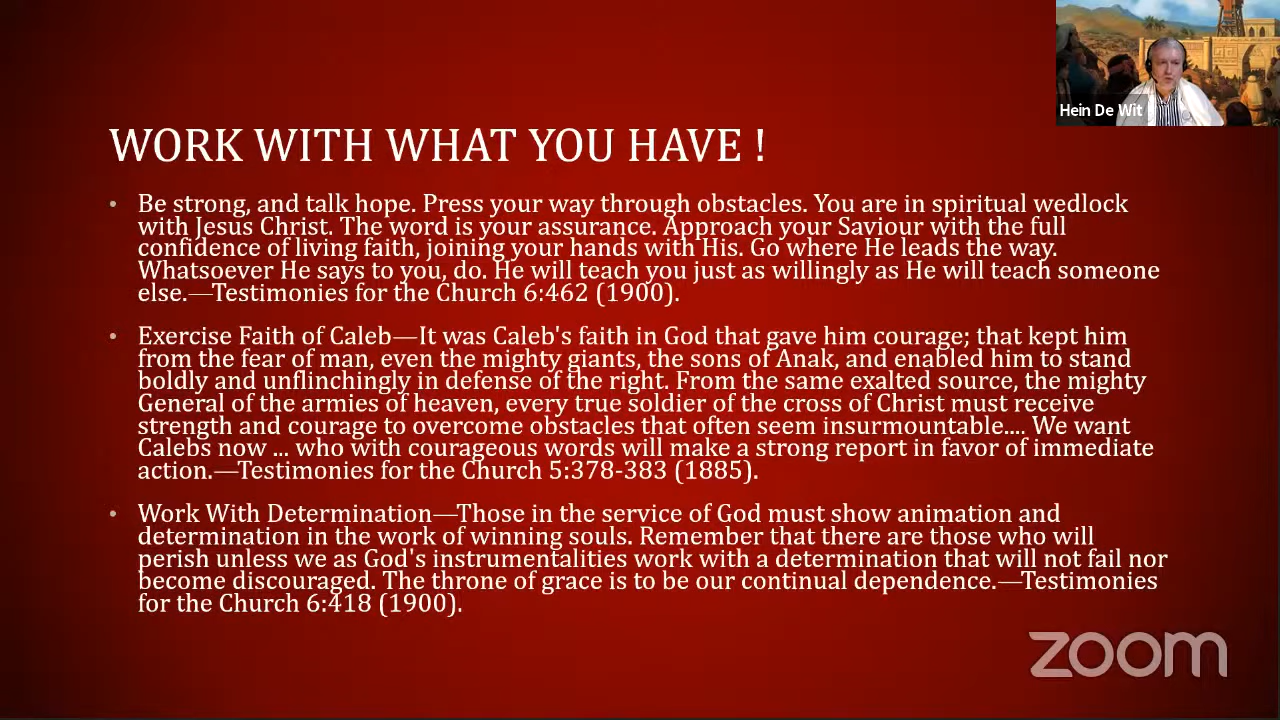 Hein De Wit
WORK WITH WHAT YOU HAVE !
• Be strong, and talk hope. Press your way through obstacles. You are in spiritual wedlock
with Jesus Christ. The word is your assurance. Approach your Saviour with the full
confidence of living faith, joining your hands with His. Go where He leads the way.
Whatsoever He says to you, do. He will teach you just as willingly as He will teach someone
else.—Testimonies for the Church 6:462 (1900).
• Exercise Faith of Caleb—It was Caleb's faith in God that gave him courage; that kept him
from the fear of man, even the mighty giants, the sons of Anak, and enabled him to stand
boldly and unflinchingly in defense of the right. From the same exalted source, the mighty
General of the armies of heaven, every true soldier of the cross of Christ must receive
strength and courage to overcome obstacles that often seem insurmountable.... We want
Calebs now ... who with courageous words will make a strong report in favor of immediate
action.—Testimonies for the Church 5:378-383 (1885).
• Work With Determination—Those in the service of God must show animation and
determination in the work of winning souls. Remember that there are those who will
perish unless we as God's instrumentalities work with a determination that will not fail nor
become discouraged. The throne of grace is to be our continual dependence.—Testimonies
for the Church 6:418 (1900).
zoom